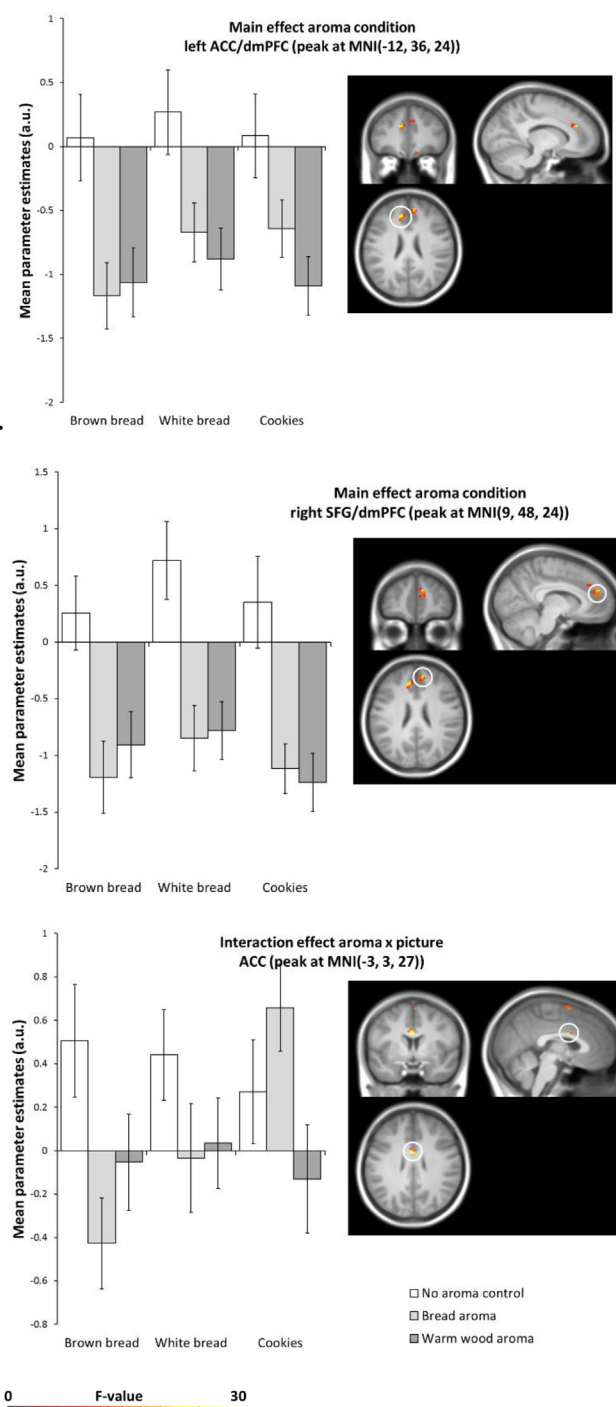 Main effect aroma condition
left ACC/dmPFC (peak at MNI(-12, 36, 24))
Mean parameter estimates (a.u.)
1
0.5
0
-0.5
-1
-1.5
-2
Brown bread White bread Cookies
Main effect aroma condition
right SFG/dmPFC (peak at MNI(9, 48, 24))
Mean parameter estimates (a.u.)
1.5
1
0.5
0
-0.5
-1
-1.5
-2
Brown bread White bread Cookies
Interaction effect aroma x picture
ACC (peak at MNI(-3, 3, 27))
Mean parameter estimates (a.u.)
1
0.8
0.6
0.4
0.2
0
-0.2
-0.4
-0.6
-0.8
Brown bread White bread Cookies
No aroma control
Bread aroma
Warm wood aroma
0 F-value 30